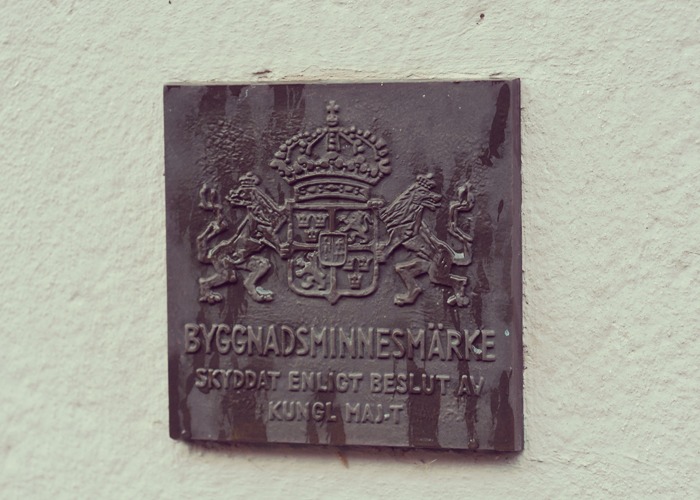 BYGGNADSMINNESMÄRKE
SKYDDAT ENLIGT BESLUT AV
KUNGL MAJ-T